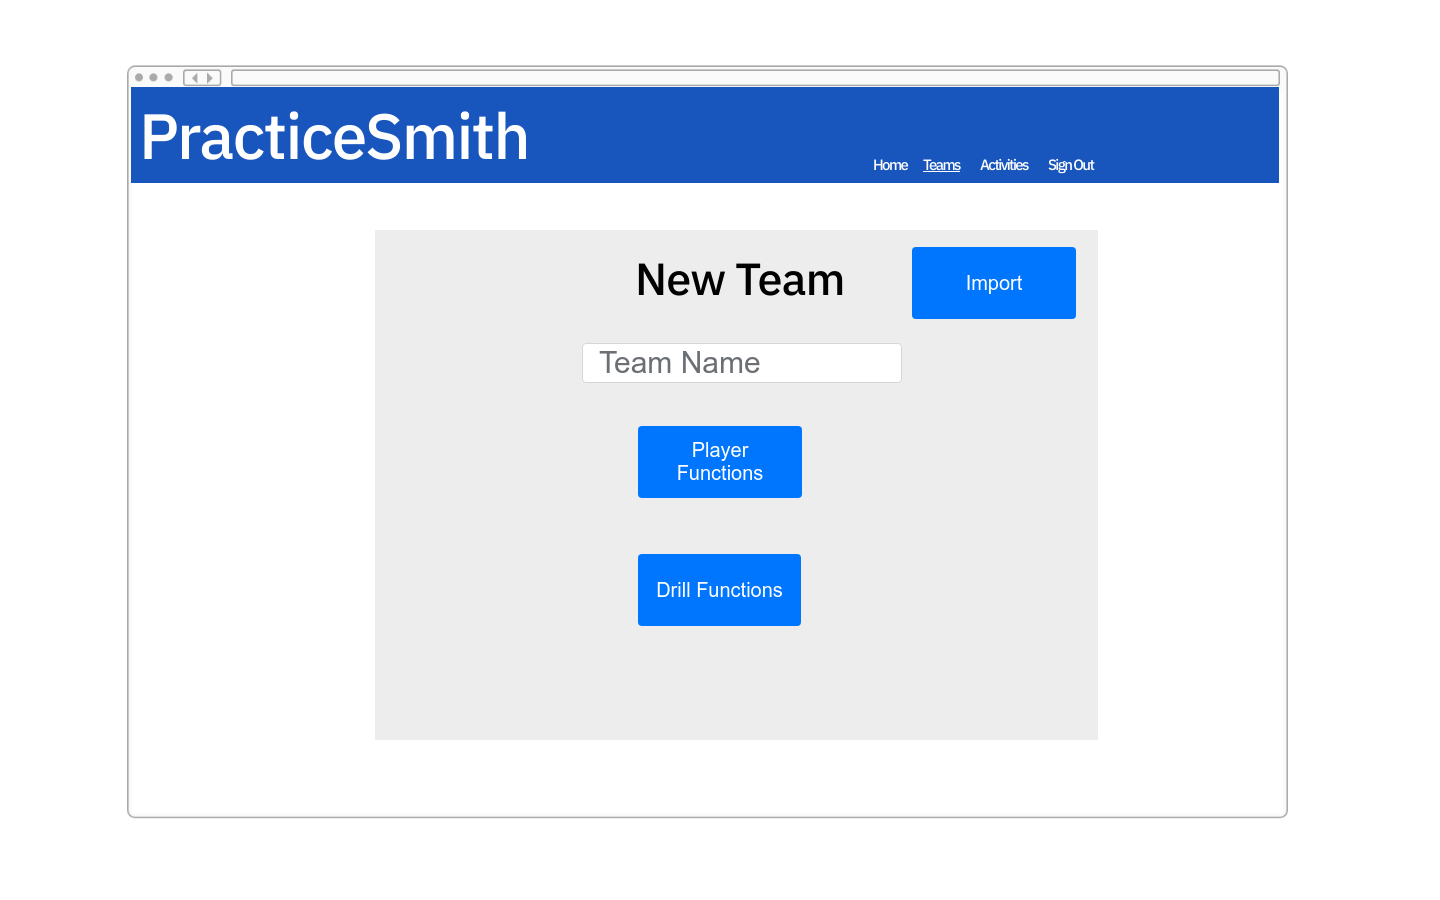 PracticeSmith
Home Teams Activities Sign Out
New Team
Import
Team Name
Player
Functions
Drill Functions